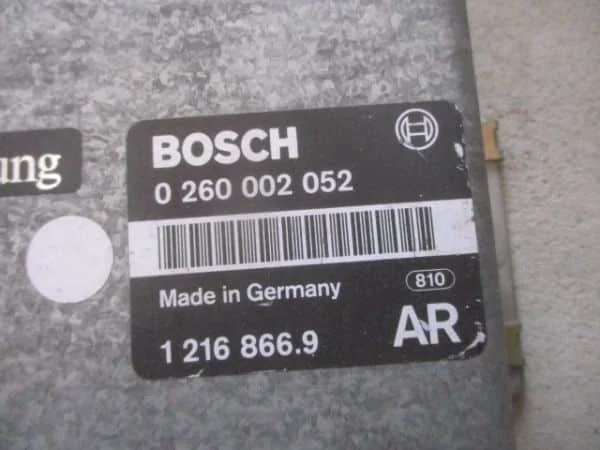 ung
BOSCH
0 260 002 052
Made in Germany
810
1 216 866.9
AR